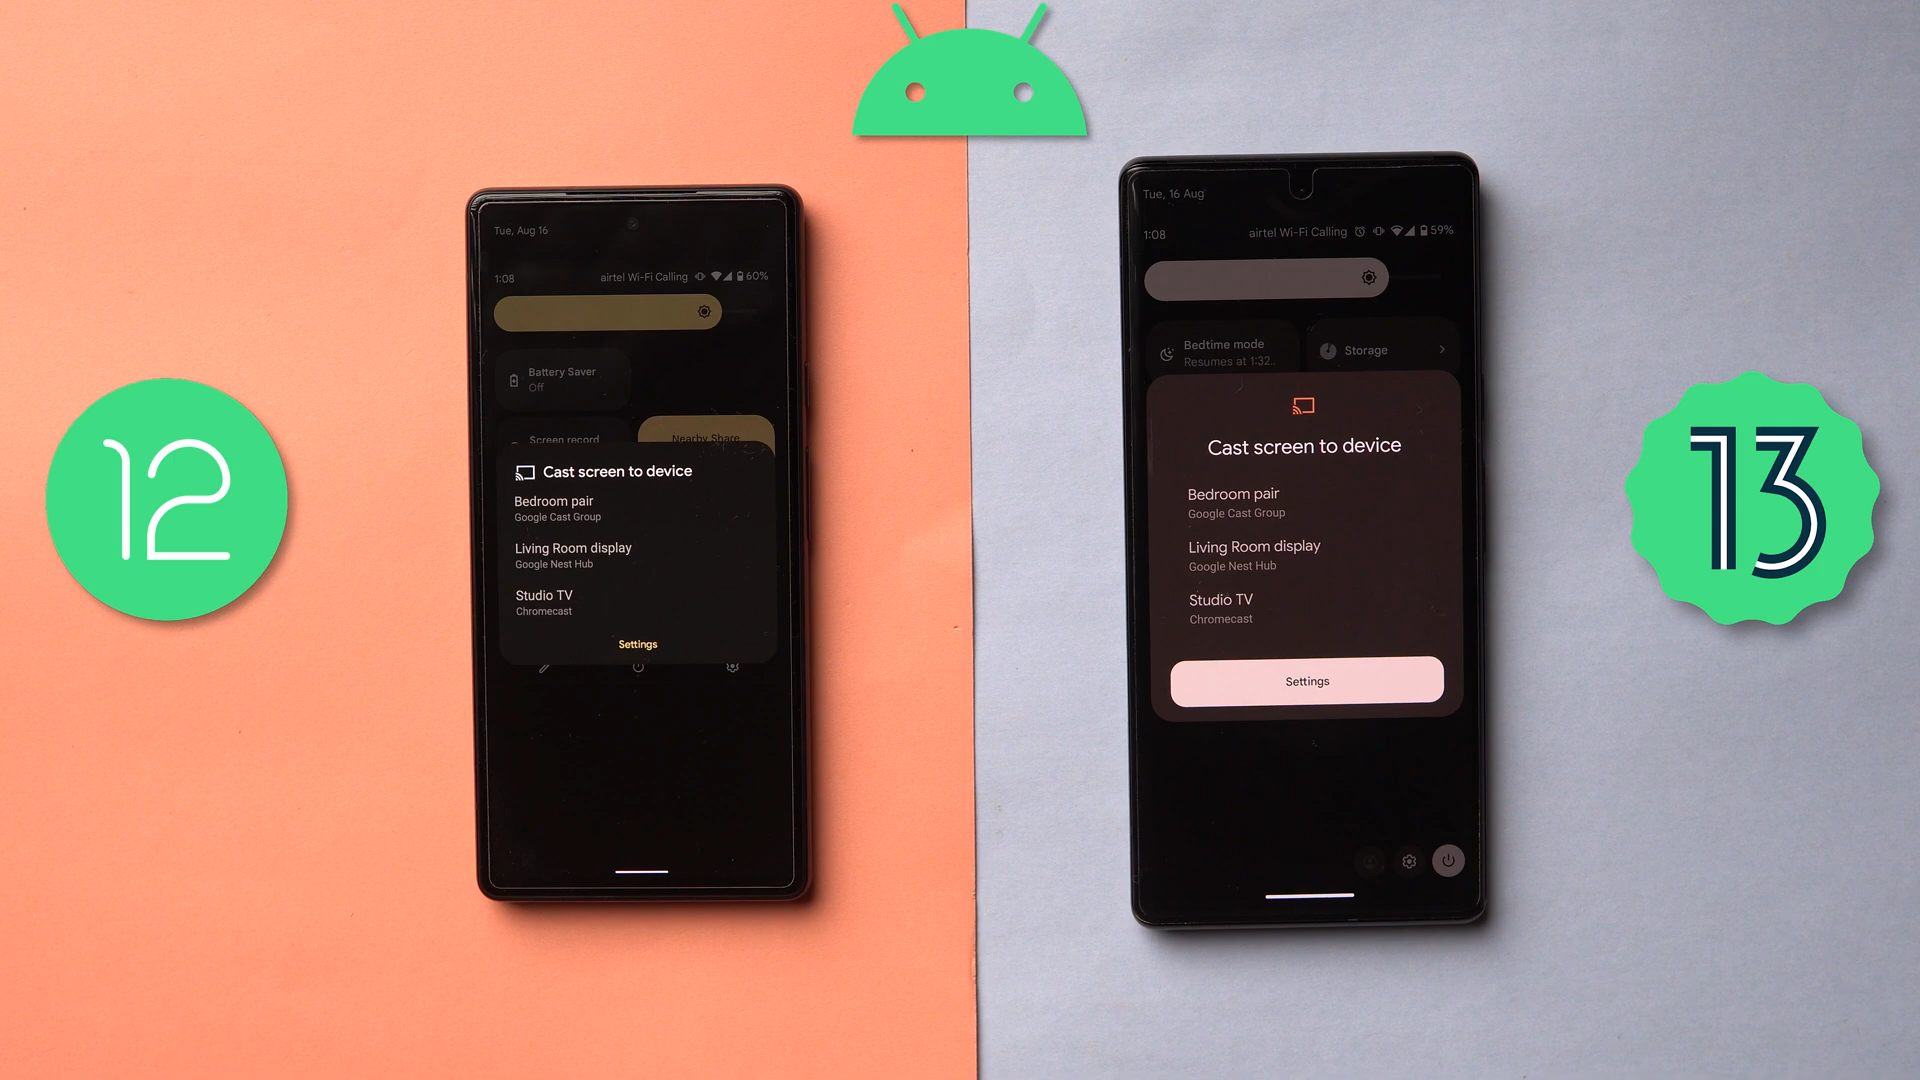 12
Tue, Aug 16
1:08 airtel Wi-Fi Calling 60%
Battery Saver
Off
Screen record
Nearby Share
Cast screen to device
Bedroom pair
Google Cast Group
Living Room display
Google Nest Hub
Studio TV
Chromecast
Settings
Tue, 16 Aug
1:08 airtel Wi-Fi Calling 59%
Bedtime mode
Resumes at 1:32..
Storage
Cast screen to device
Bedroom pair
Google Cast Group
Living Room display
Google Nest Hub
Studio TV
Chromecast
Settings
13